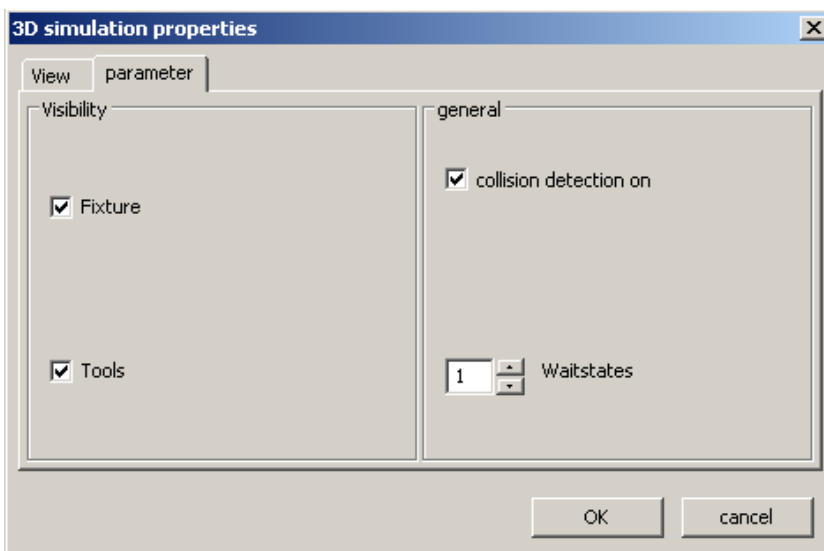 3D simulation properties
View
parameter
Visibility
Fixture
Tools
general
collision detection on
1
Waitstates
OK
cancel